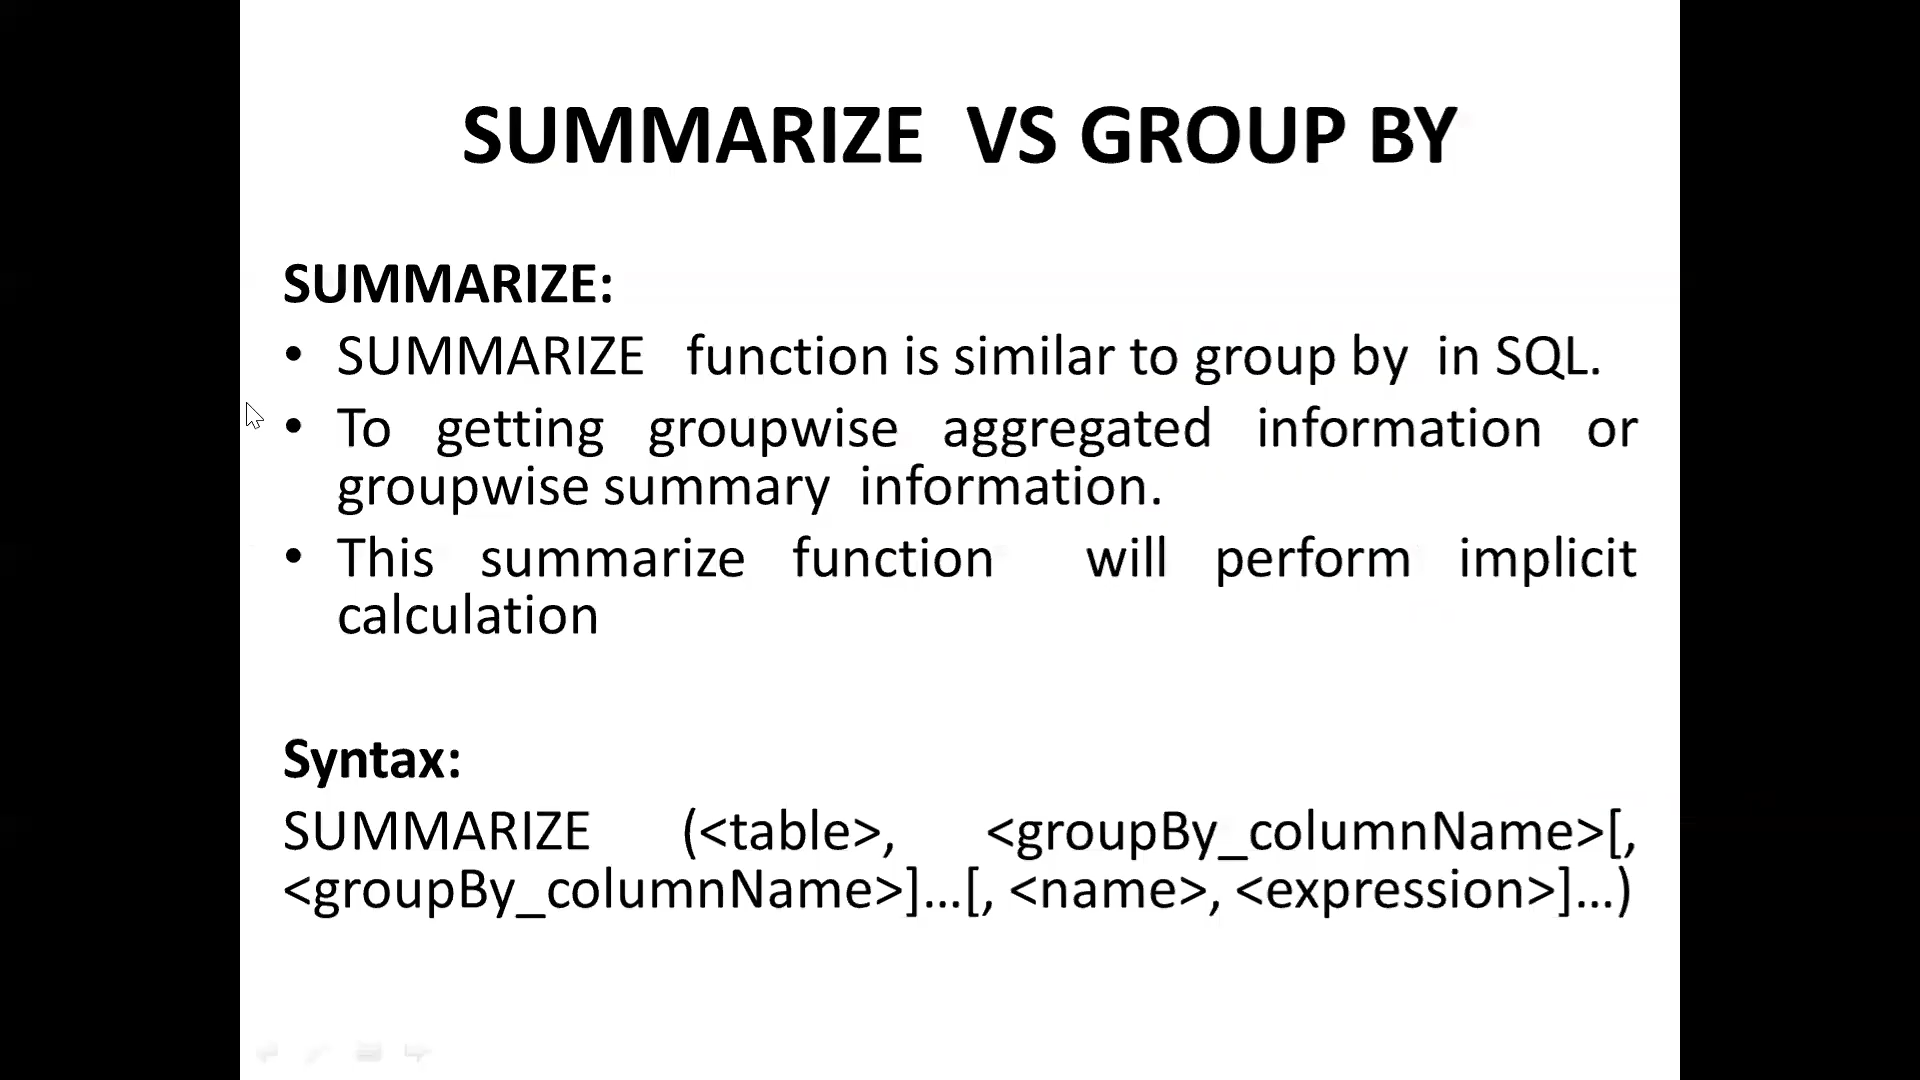 SUMMARIZE VS GROUP BY
SUMMARIZE:
• SUMMARIZE function is similar to group by in SQL.
• To getting groupwise aggregated information or
groupwise summary information.
• This summarize function will perform implicit
calculation
Syntax:
SUMMARIZE (<table>, <groupBy_columnName>[,
<groupBy_columnName>]…[, <name>, <expression>]…)